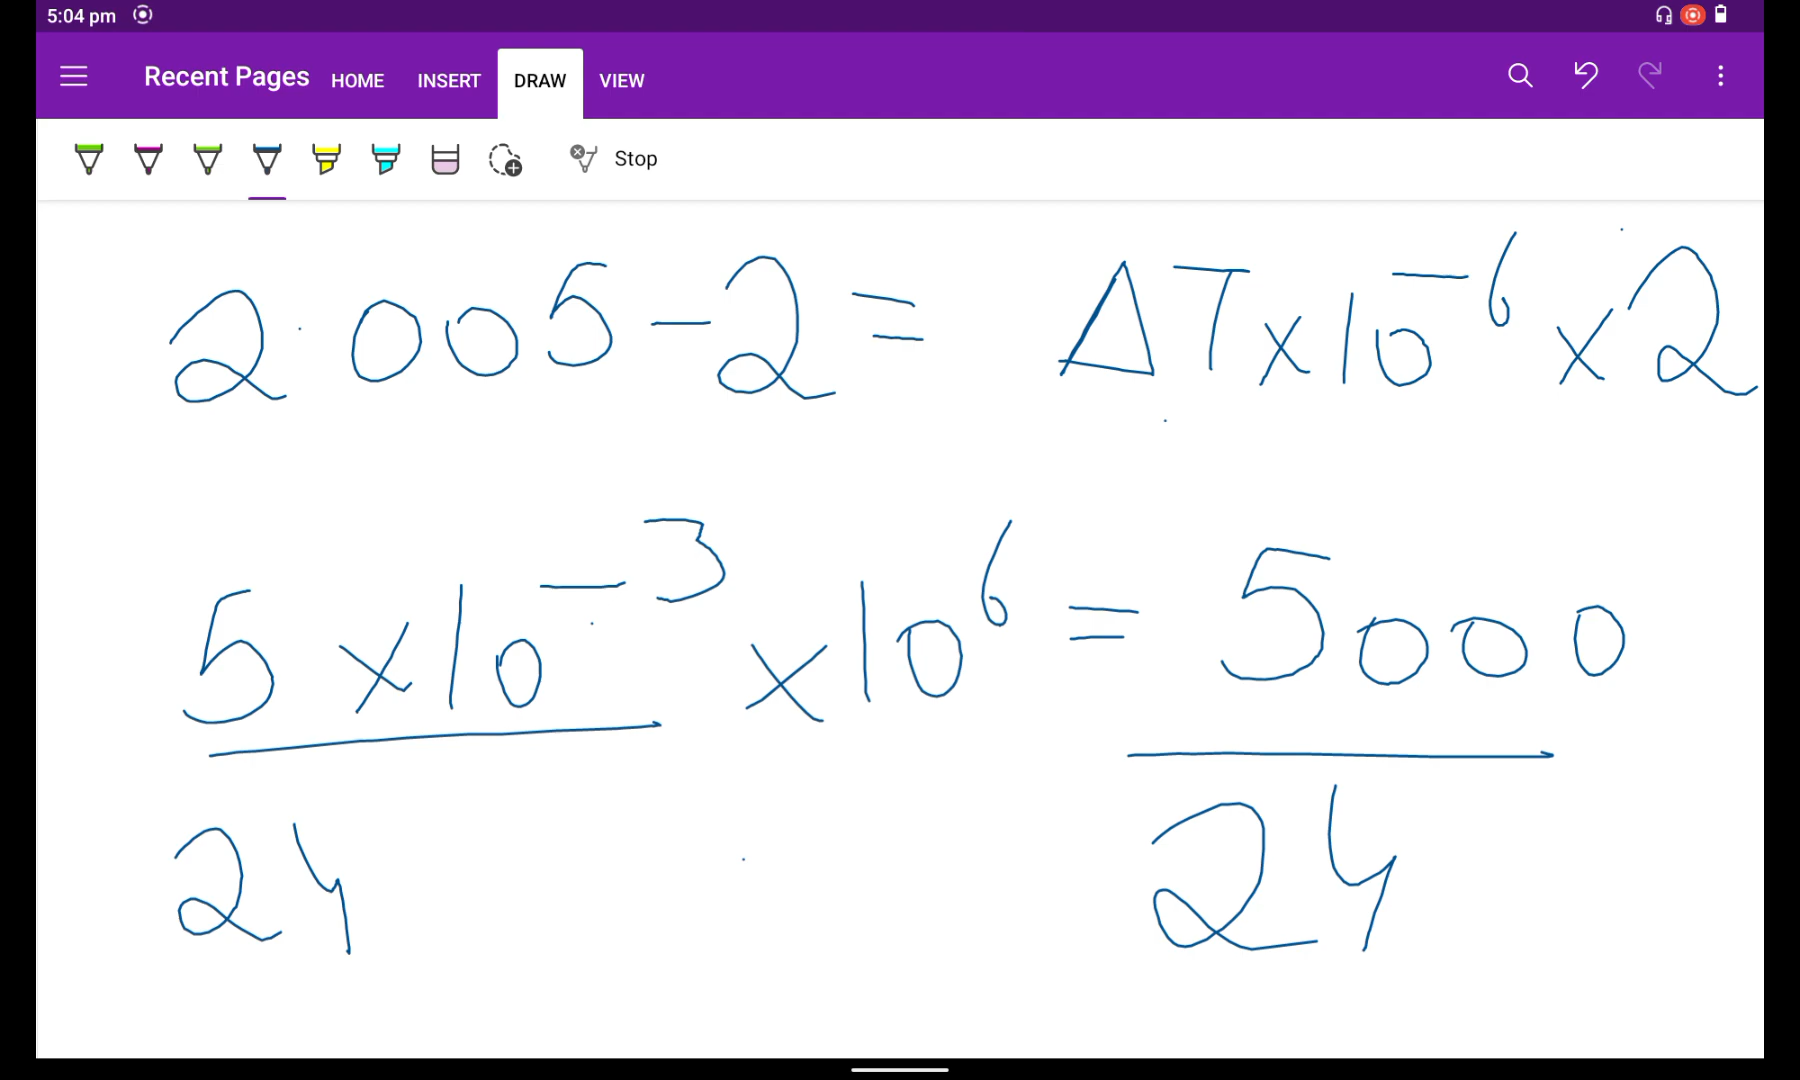 5:04 pm
Recent Pages HOME INSERT DRAW VIEW
Stop
2.005-2= ΔT×10⁻⁶×2
5×10⁻³ ×10⁶ = 5000
24 24